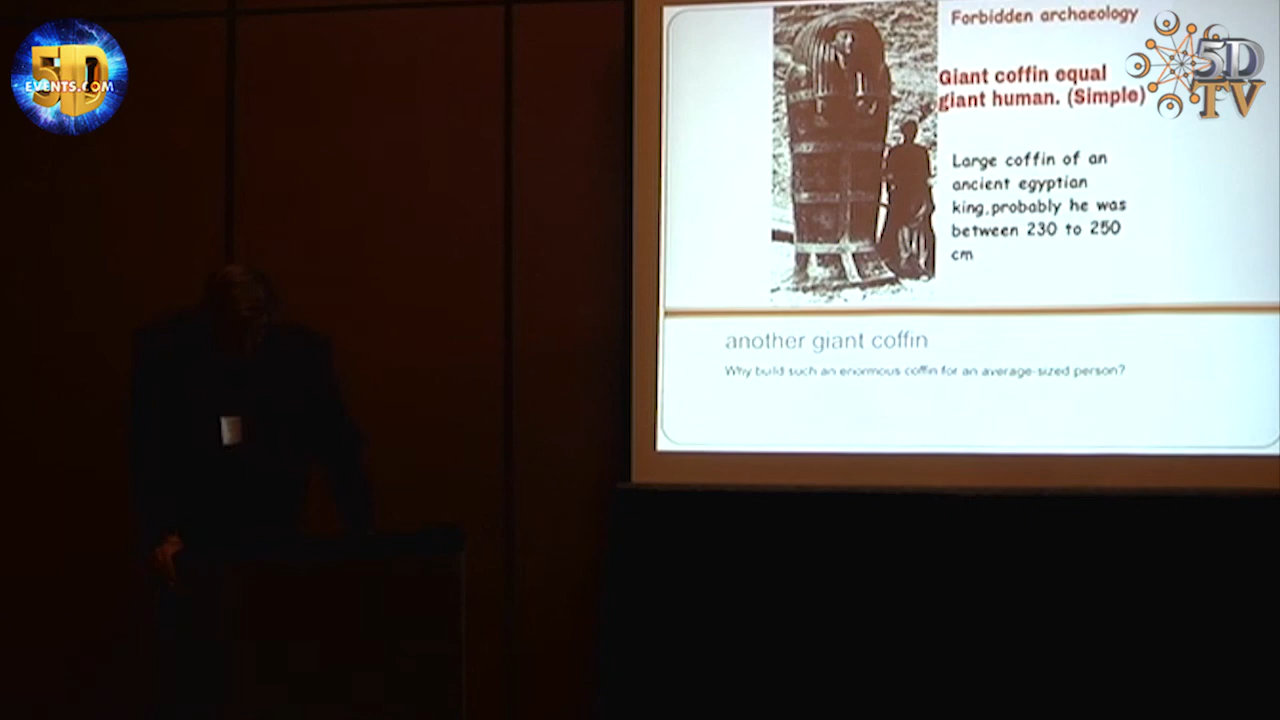 5D
EVENTS.COM
5D
TV
Forbidden archaeology
Giant coffin equal
giant human. (Simple)
Large coffin of an
ancient egyptian
king,probably he was
between 230 to 250
cm
another giant coffin
Why build such an enormous coffin for an average-sized person?